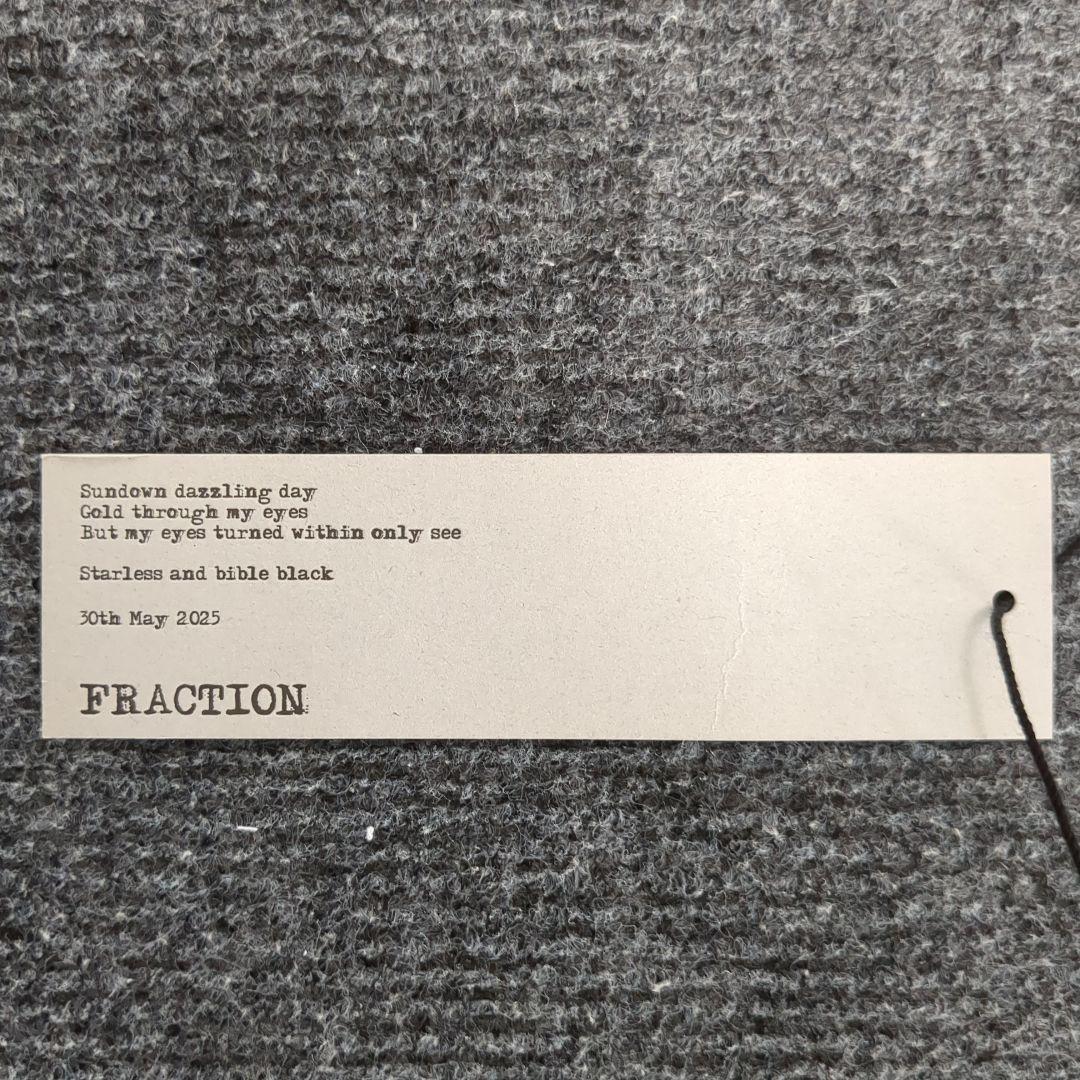 Sundown dazzling day
Gold through my eyes
But my eyes turned within only see
Starless and bible black
30th May 2025
FRACTION